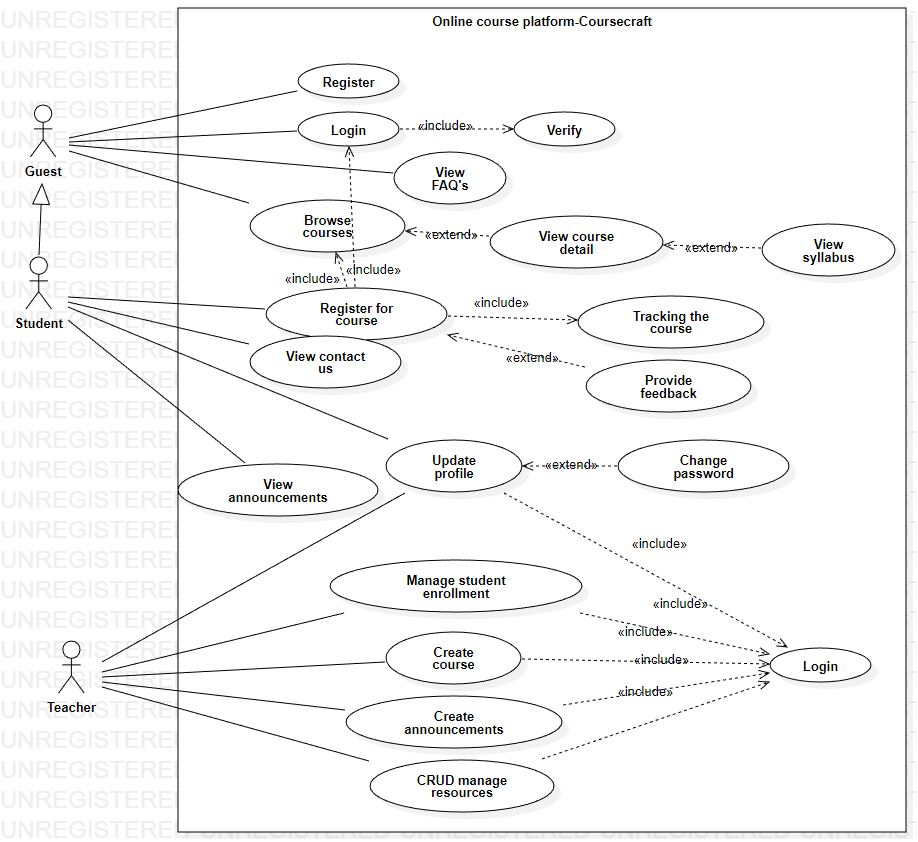 Online course platform-Coursecraft
Register
Login
«include»
Verify
Guest
View
FAQ's
Browse
courses
«extend»
View course
detail
«extend»
View
syllabus
«include»
«include»
Student
Register for
course
«include»
Tracking the
course
View contact
us
«extend»
Provide
feedback
Update
profile
«extend»
Change
password
View
announcements
«include»
Manage student
enrollment
«include»
«include»
Teacher
Create
course
«include»
Login
«include»
Create
announcements
CRUD manage
resources
UNREGISTERED